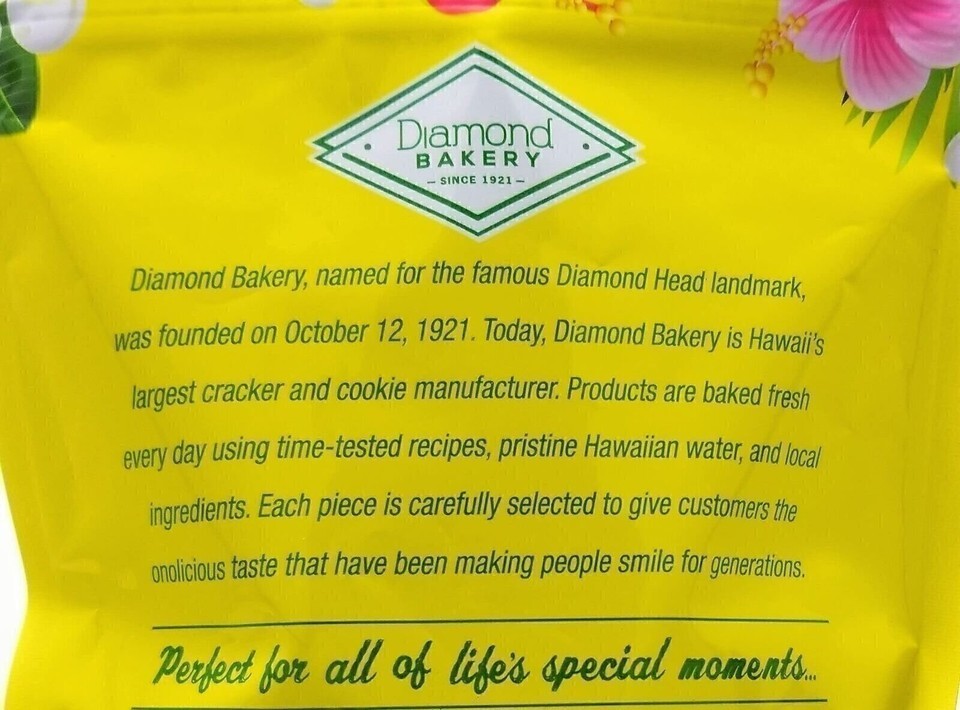 Diamond
BAKERY
– SINCE 1921 –
Diamond Bakery, named for the famous Diamond Head landmark,
was founded on October 12, 1921. Today, Diamond Bakery is Hawaii's
largest cracker and cookie manufacturer. Products are baked fresh
every day using time-tested recipes, pristine Hawaiian water, and local
ingredients. Each piece is carefully selected to give customers the
onolicious taste that have been making people smile for generations.
Perfect for all of life's special moments...